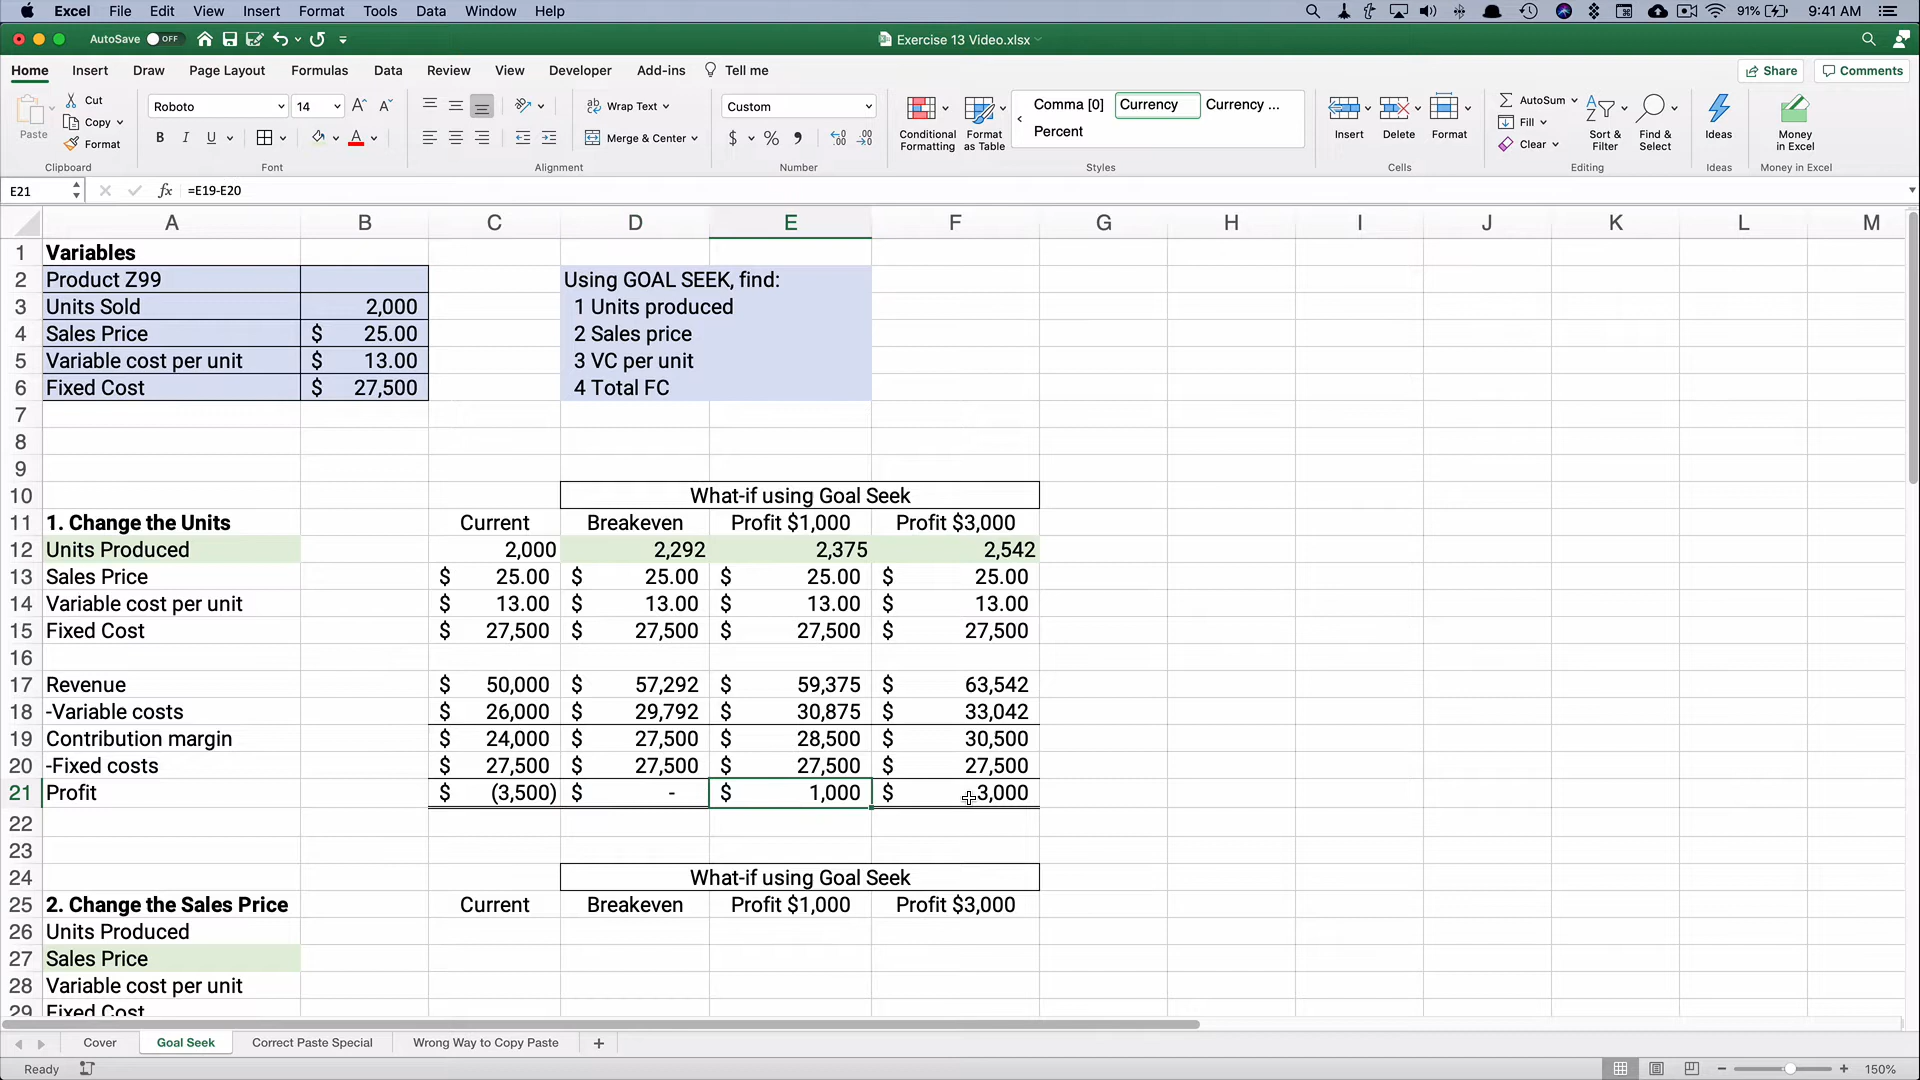 Excel File Edit View Insert Format Tools Data Window Help 91% 9:41 AM
AutoSave OFF Exercise 13 Video.xlsx
Home Insert Draw Page Layout Formulas Data Review View Developer Add-ins Tell me Share Comments
Paste Cut Copy Format
Roboto 14
B I U A
Wrap Text
Merge & Center
Custom
$ %
Conditional Formatting
Format as Table
Comma [0] Currency Currency ...
Percent
Insert Delete Format
AutoSum
Fill
Clear
Sort & Filter
Find & Select
Ideas
Money in Excel
Clipboard Font Alignment Number Styles Cells Editing Ideas Money in Excel
E21 fx =E19-E20
A B C D E F G H I J K L M
1 Variables
2 Product Z99 Using GOAL SEEK, find:
3 Units Sold 2,000 1 Units produced
4 Sales Price $ 25.00 2 Sales price
5 Variable cost per unit $ 13.00 3 VC per unit
6 Fixed Cost $ 27,500 4 Total FC
7
8
9
10 What-if using Goal Seek
11 1. Change the Units Current Breakeven Profit $1,000 Profit $3,000
12 Units Produced 2,000 2,292 2,375 2,542
13 Sales Price $ 25.00 $ 25.00 $ 25.00 $ 25.00
14 Variable cost per unit $ 13.00 $ 13.00 $ 13.00 $ 13.00
15 Fixed Cost $ 27,500 $ 27,500 $ 27,500 $ 27,500
16
17 Revenue $ 50,000 $ 57,292 $ 59,375 $ 63,542
18 -Variable costs $ 26,000 $ 29,792 $ 30,875 $ 33,042
19 Contribution margin $ 24,000 $ 27,500 $ 28,500 $ 30,500
20 -Fixed costs $ 27,500 $ 27,500 $ 27,500 $ 27,500
21 Profit $ (3,500) $ - $ 1,000 $ 3,000
22
23
24 What-if using Goal Seek
25 2. Change the Sales Price Current Breakeven Profit $1,000 Profit $3,000
26 Units Produced
27 Sales Price
28 Variable cost per unit
29 Fixed Cost
Cover Goal Seek Correct Paste Special Wrong Way to Copy Paste +
Ready 150%